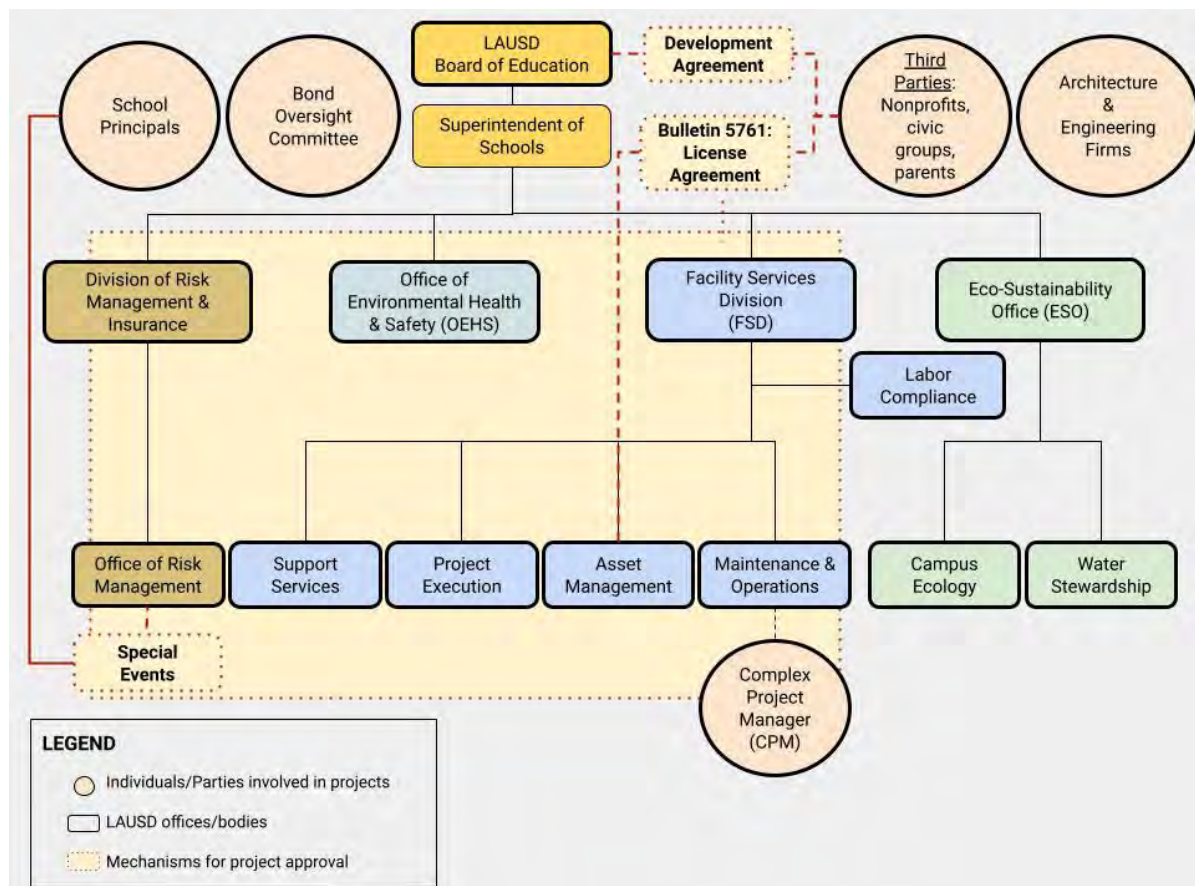 School
Principals
Bond
Oversight
Committee
LAUSD
Board of Education
Superintendent of
Schools
Development
Agreement
Bulletin 5761:
License
Agreement
Third
Parties:
Nonprofits,
civic
groups,
parents
Architecture
&
Engineering
Firms
Division of Risk
Management &
Insurance
Office of
Environmental Health
& Safety (OEHS)
Facility Services
Division
(FSD)
Eco-Sustainability
Office (ESO)
Labor
Compliance
Office of Risk
Management
Support
Services
Project
Execution
Asset
Management
Maintenance &
Operations
Campus
Ecology
Water
Stewardship
Special
Events
Complex
Project
Manager
(CPM)
LEGEND
Individuals/Parties involved in projects
LAUSD offices/bodies
Mechanisms for project approval